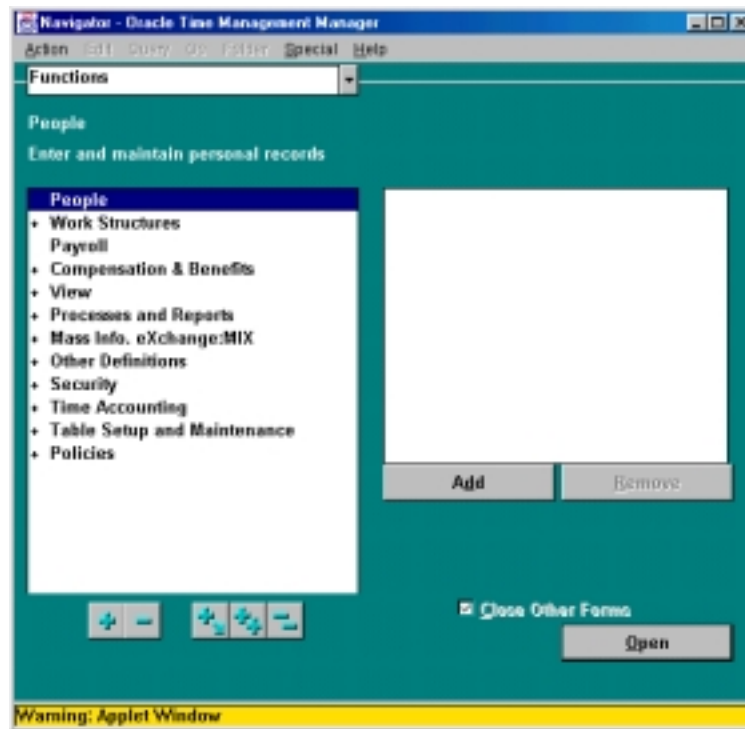 Navigator - Oracle Time Management Manager
Action Edit Query Go Folder Special Help
Functions
People
Enter and maintain personal records
People
+ Work Structures
Payroll
+ Compensation & Benefits
+ View
+ Processes and Reports
+ Mass Info. eXchange:MIX
+ Other Definitions
+ Security
+ Time Accounting
+ Table Setup and Maintenance
+ Policies
Add
Remove
Close Other Forms
Open
Warning: Applet Window